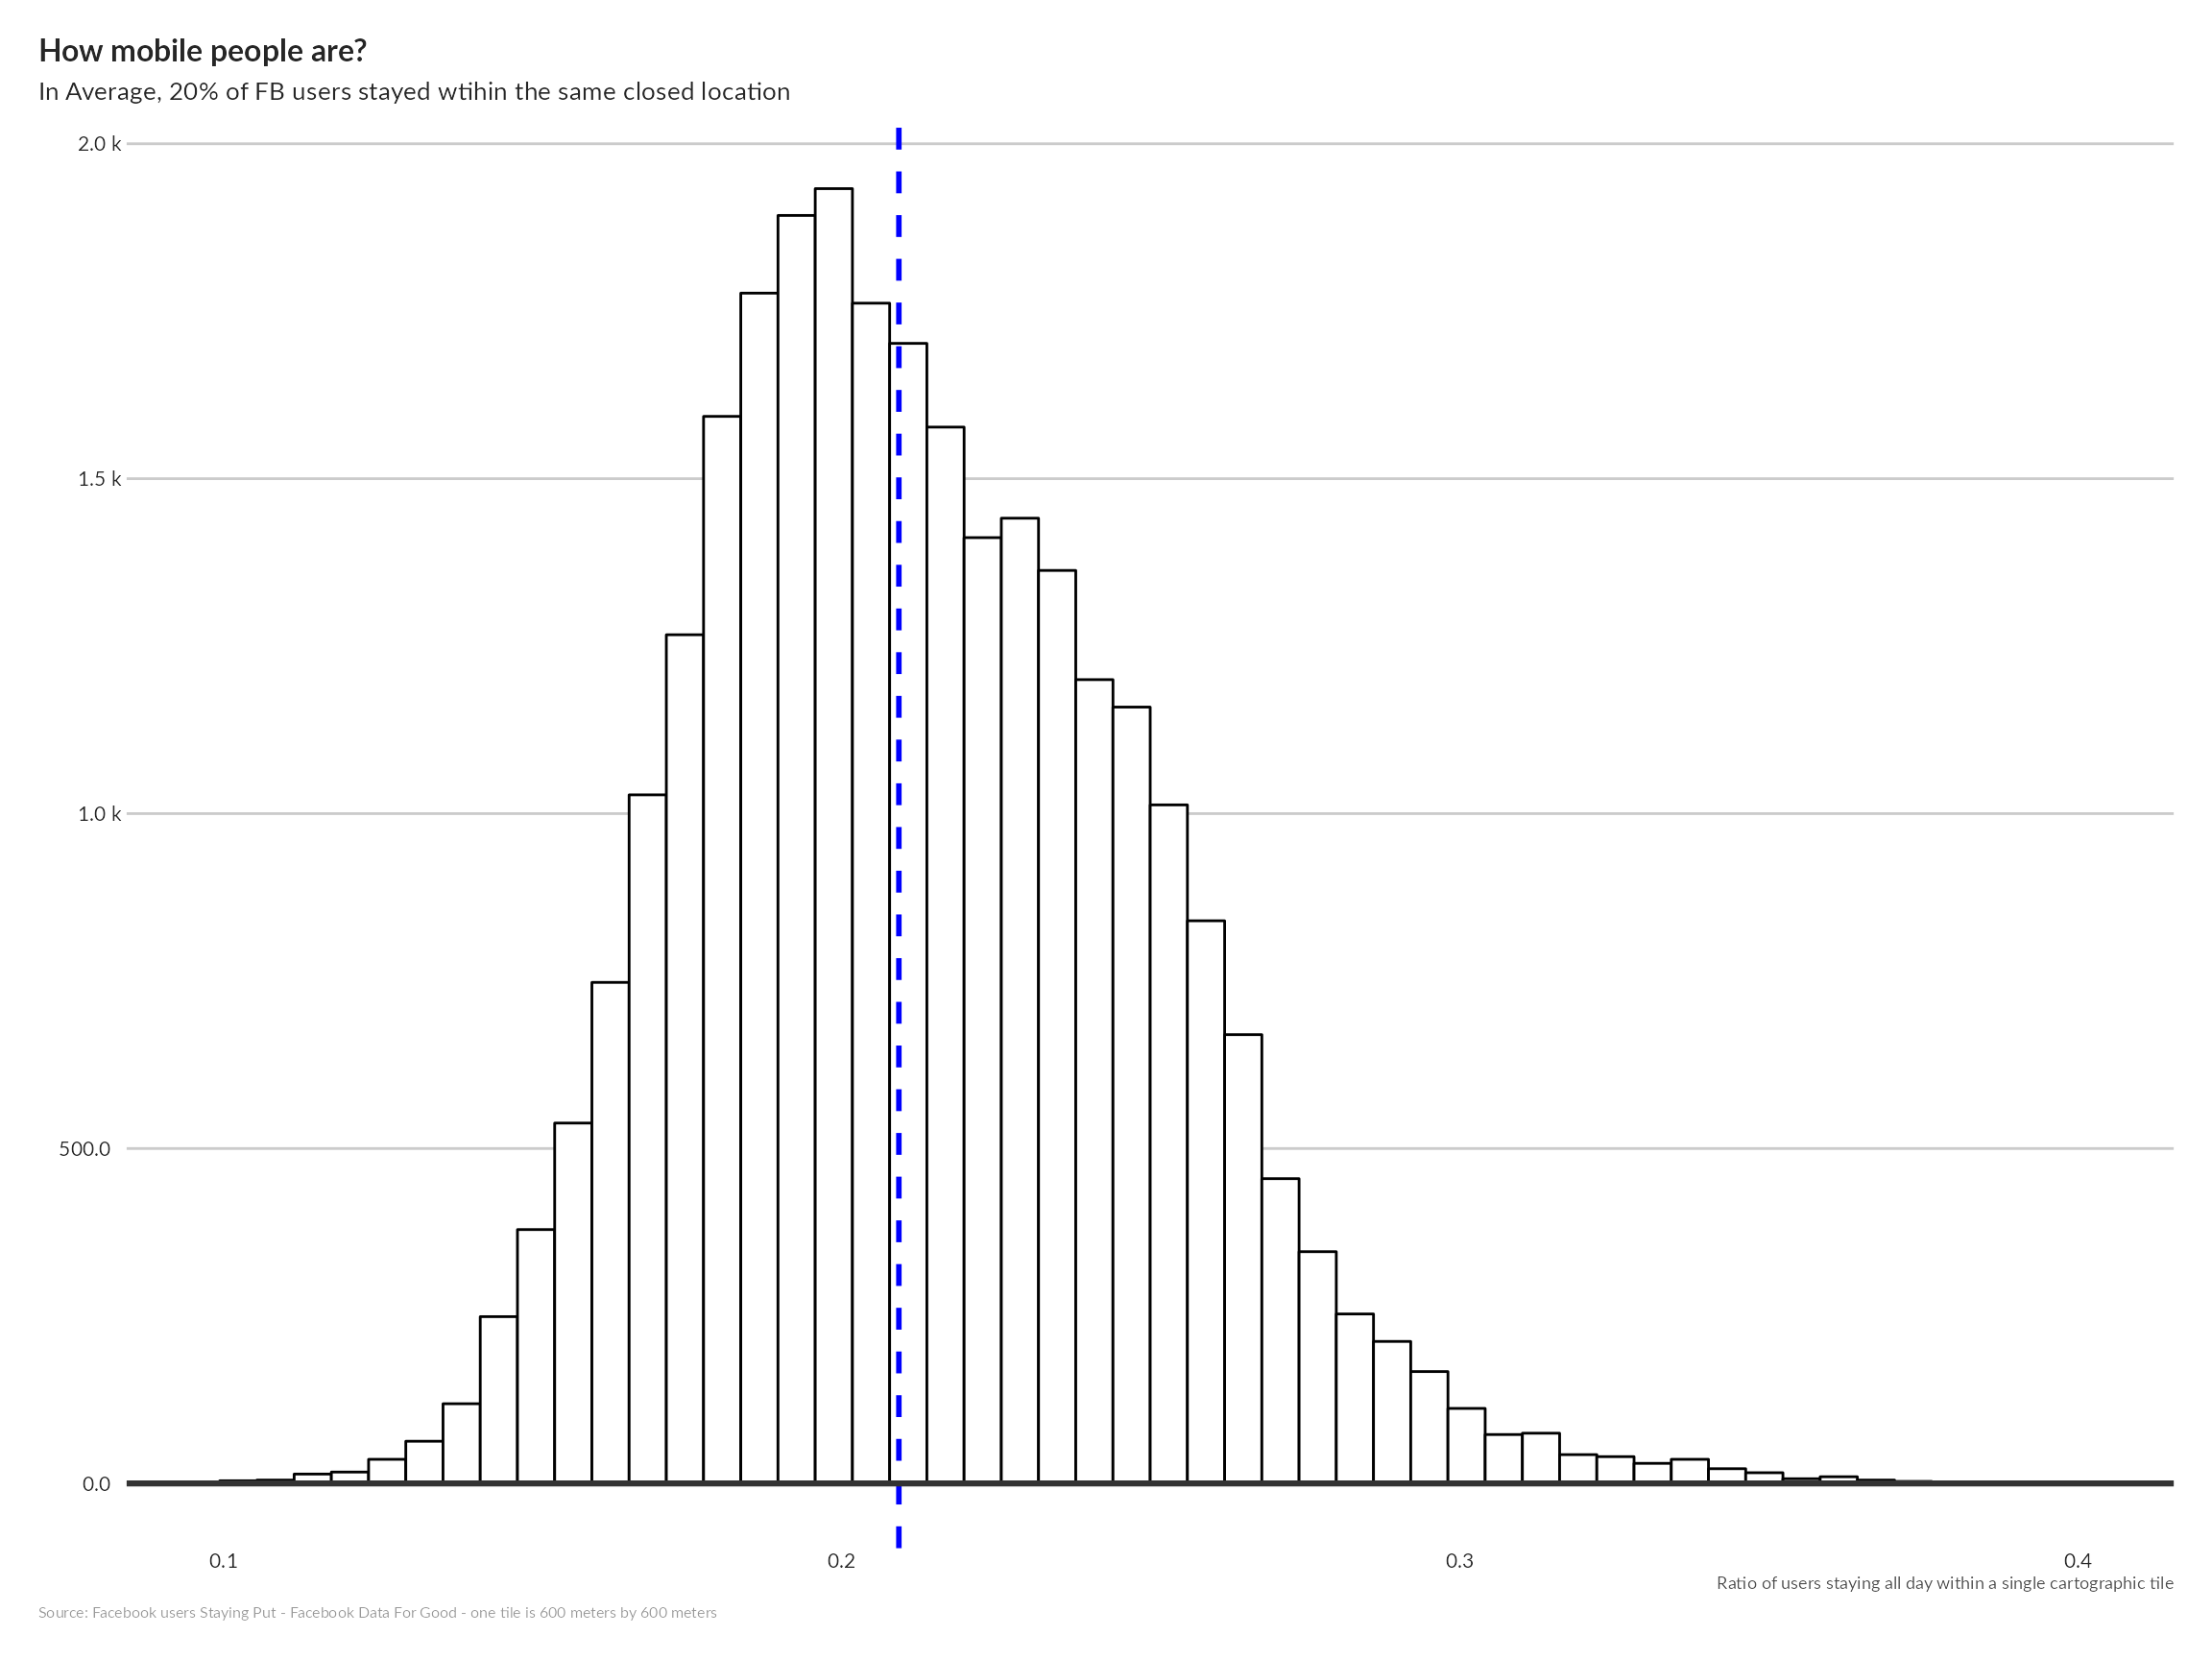 How mobile people are?
In Average, 20% of FB users stayed wtihin the same closed location
2.0 k
1.5 k
1.0 k
500.0
0.0
0.1 0.2 0.3 0.4
Ratio of users staying all day within a single cartographic tile
Source: Facebook users Staying Put - Facebook Data For Good - one tile is 600 meters by 600 meters